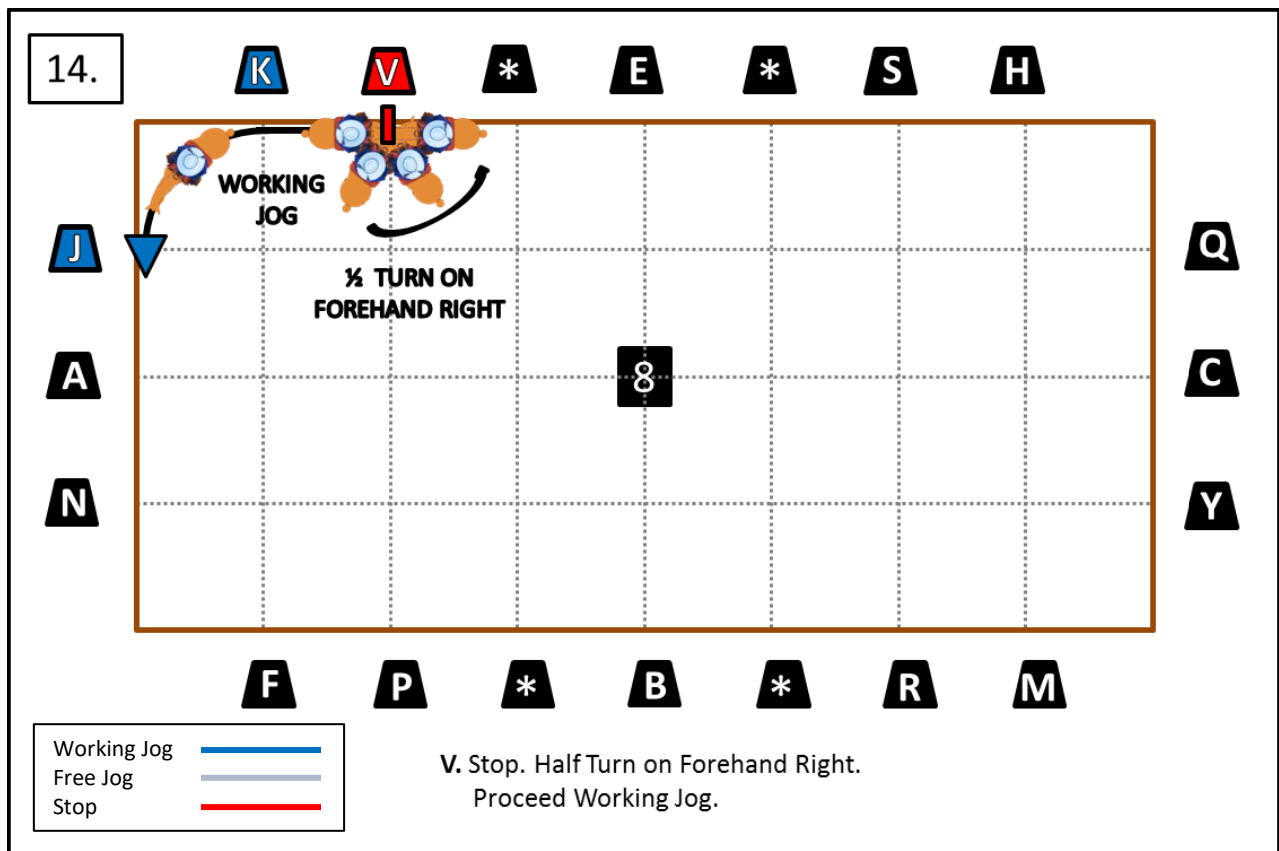 14.
K V * E * S H
WORKING
JOG
J
Q
½ TURN ON
FOREHAND RIGHT
A
8
C
N
Y
F P * B * R M
Working Jog
Free Jog
Stop
V. Stop. Half Turn on Forehand Right.
Proceed Working Jog.